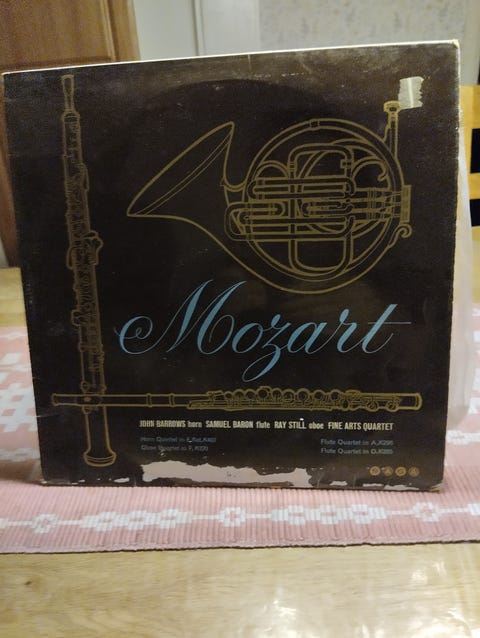 Mozart
JOHN BARROWS horn SAMUEL BARON flute RAY STILL oboe FINE ARTS QUARTET
Horn Quintet in E flat, K407
Flute Quartet in A, K298
Oboe Quartet in F, K370
Flute Quartet in D, K285
SAGA